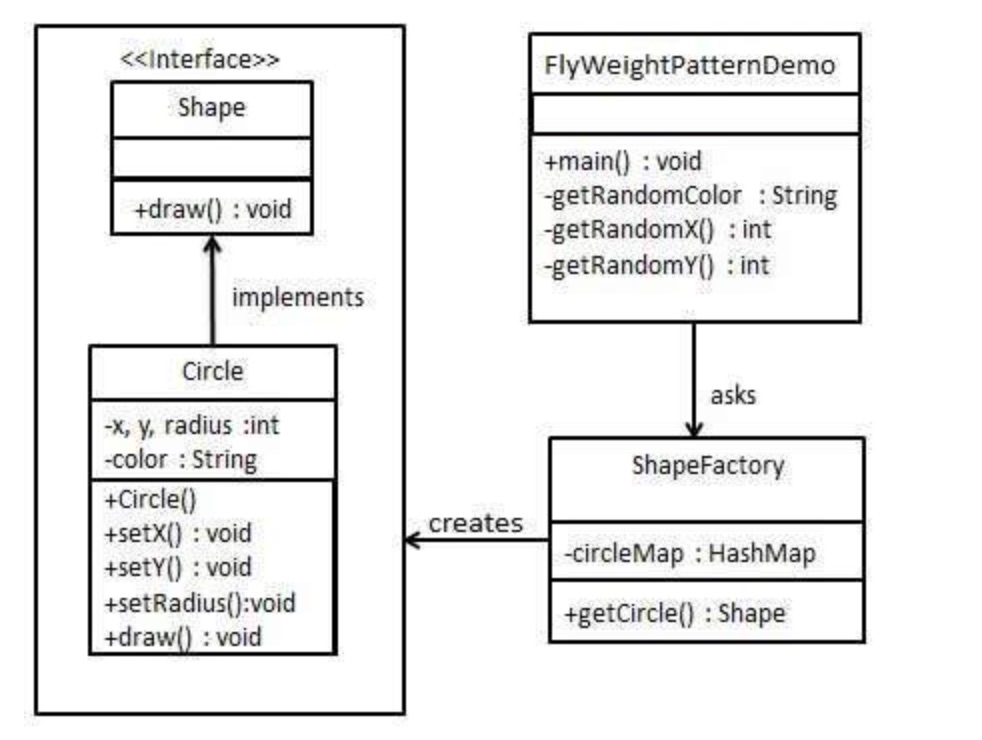 <<Interface>>
Shape
+draw() : void
implements
Circle
-x, y, radius :int
-color : String
+Circle()
+setX() : void
+setY() : void
+setRadius():void
+draw() : void
FlyWeightPatternDemo
+main() : void
-getRandomColor : String
-getRandomX() : int
-getRandomY() : int
asks
ShapeFactory
-circleMap : HashMap
+getCircle() : Shape
creates